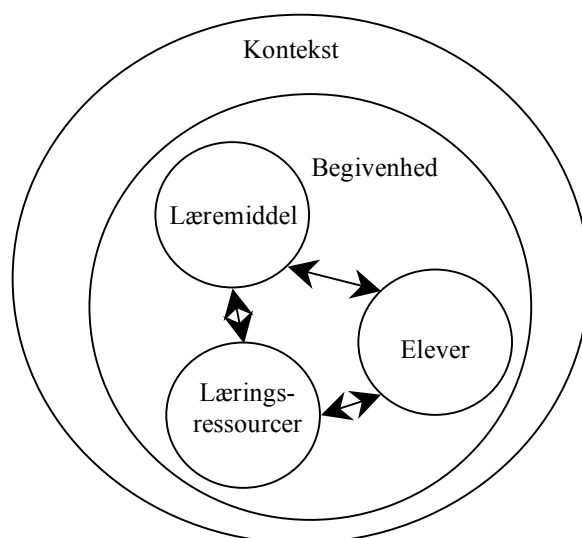 Kontekst
Begivenhed
Læremiddel
Elever
Lærings-
ressourcer